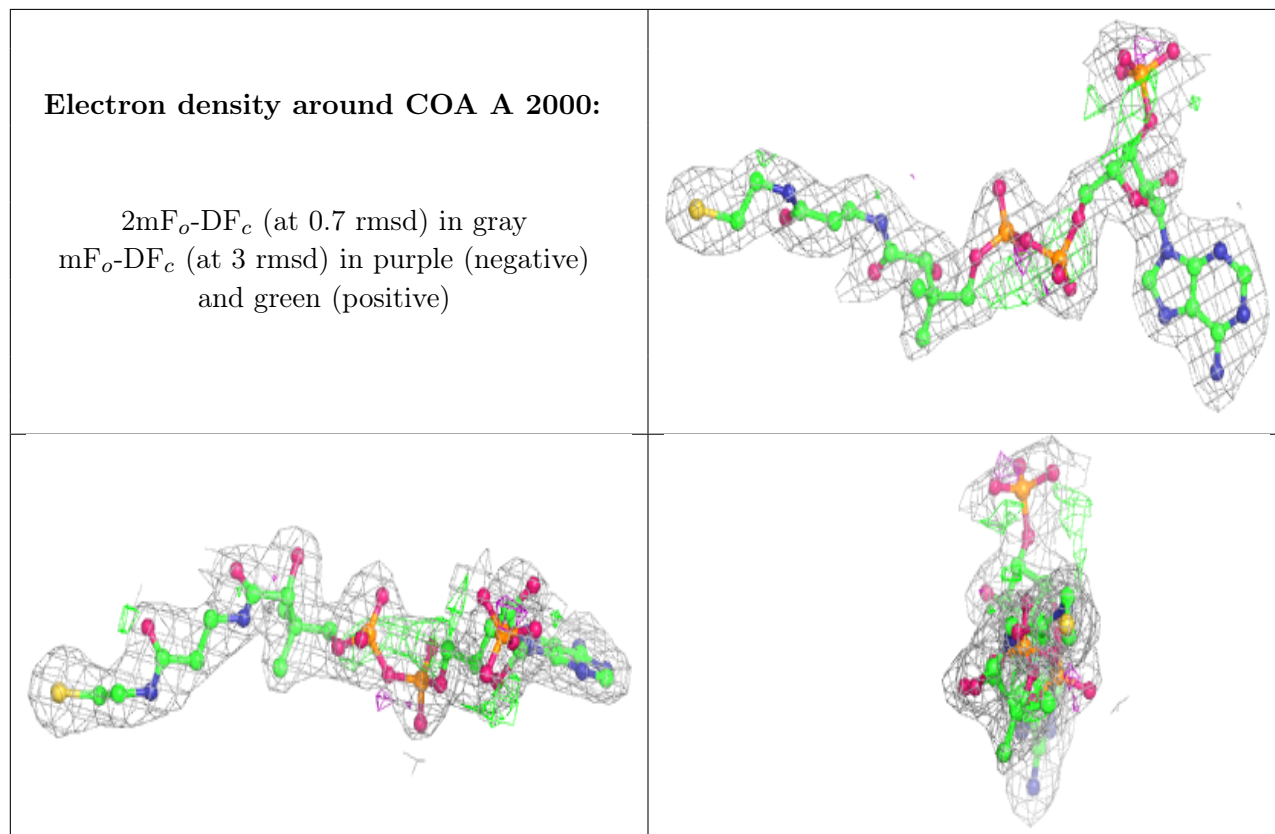 Electron density around COA A 2000:
2mFo-DFc (at 0.7 rmsd) in gray
mFo-DFc (at 3 rmsd) in purple (negative)
and green (positive)